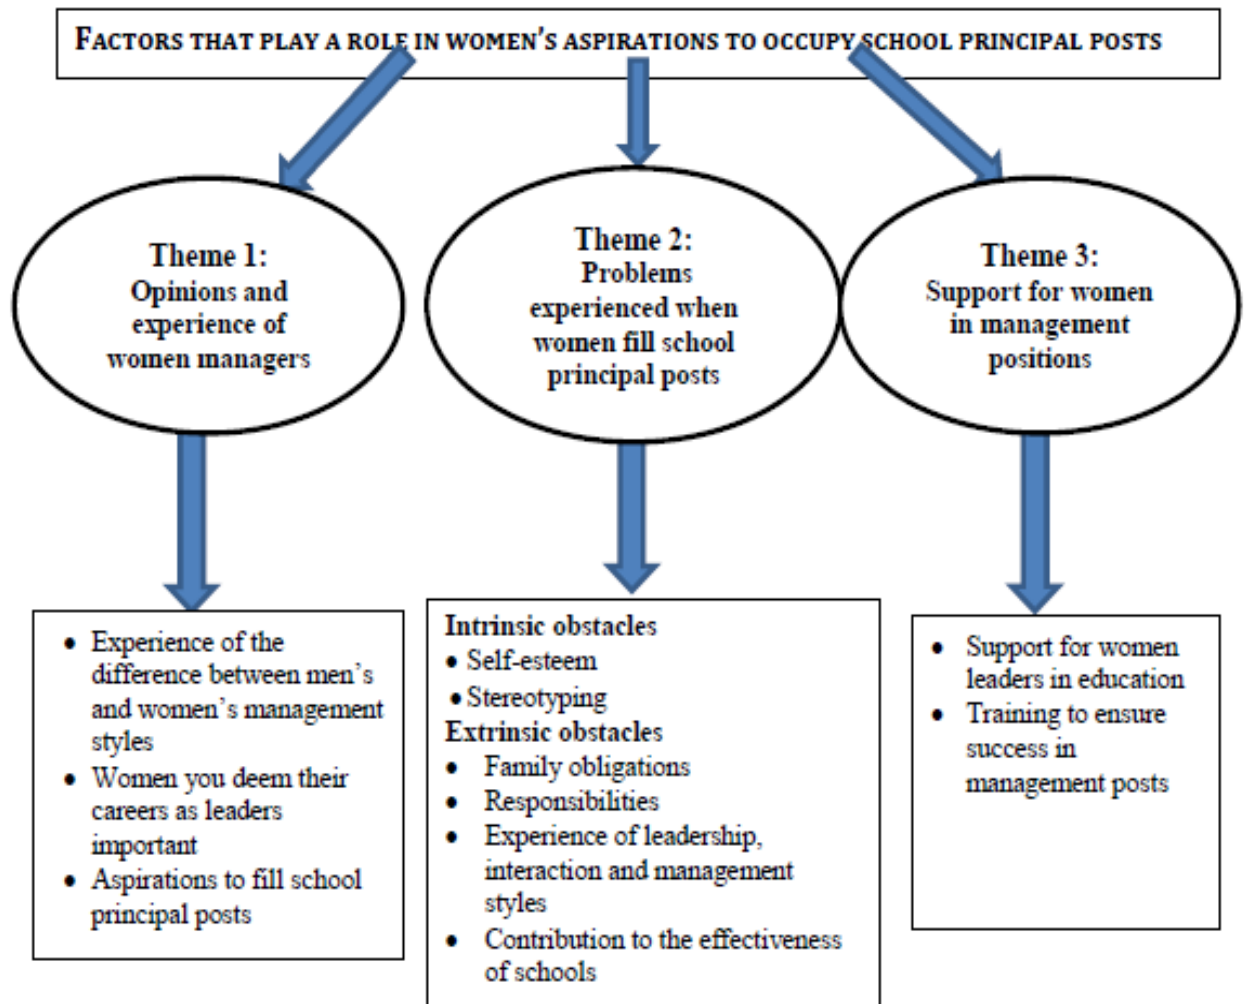 FACTORS THAT PLAY A ROLE IN WOMEN'S ASPIRATIONS TO OCCUPY SCHOOL PRINCIPAL POSTS
Theme 1:
Opinions and
experience of
women managers
Theme 2:
Problems
experienced when
women fill school
principal posts
Theme 3:
Support for women
in management
positions
• Experience of the
difference between men's
and women's management
styles
• Women you deem their
careers as leaders
important
• Aspirations to fill school
principal posts
Intrinsic obstacles
• Self-esteem
• Stereotyping
Extrinsic obstacles
• Family obligations
• Responsibilities
• Experience of leadership,
interaction and management
styles
• Contribution to the effectiveness
of schools
• Support for women
leaders in education
• Training to ensure
success in
management posts